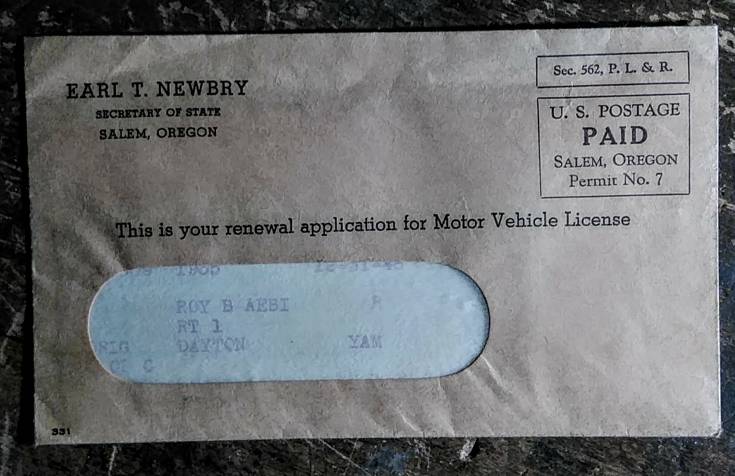 EARL T. NEWBRY
SECRETARY OF STATE
SALEM, OREGON
Sec. 562, P. L. & R.
U. S. POSTAGE
PAID
SALEM, OREGON
Permit No. 7
This is your renewal application for Motor Vehicle License
ROY B AEBI R
RT 1
DAYTON YAM
C
331